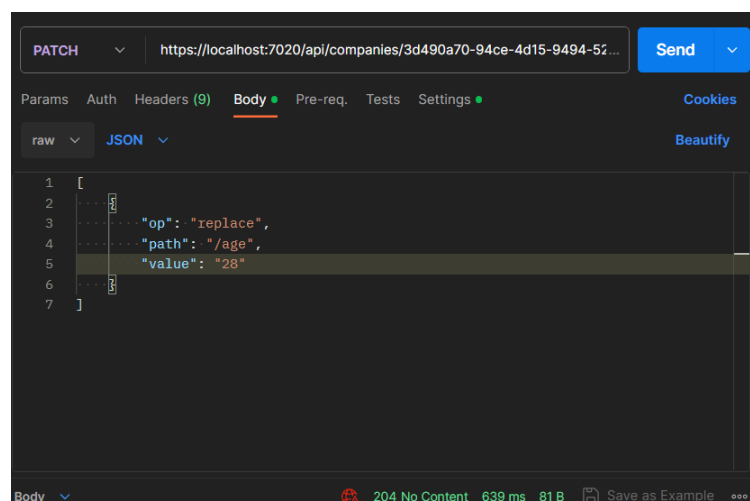 PATCH https://localhost:7020/api/companies/3d490a70-94ce-4d15-9494-52... Send
Params Auth Headers (9) Body Pre-req. Tests Settings Cookies
raw JSON Beautify
1 [
2 {
3 "op": "replace",
4 "path": "/age",
5 "value": "28"
6 }
7 ]
Body 204 No Content 639 ms 81 B Save as Example